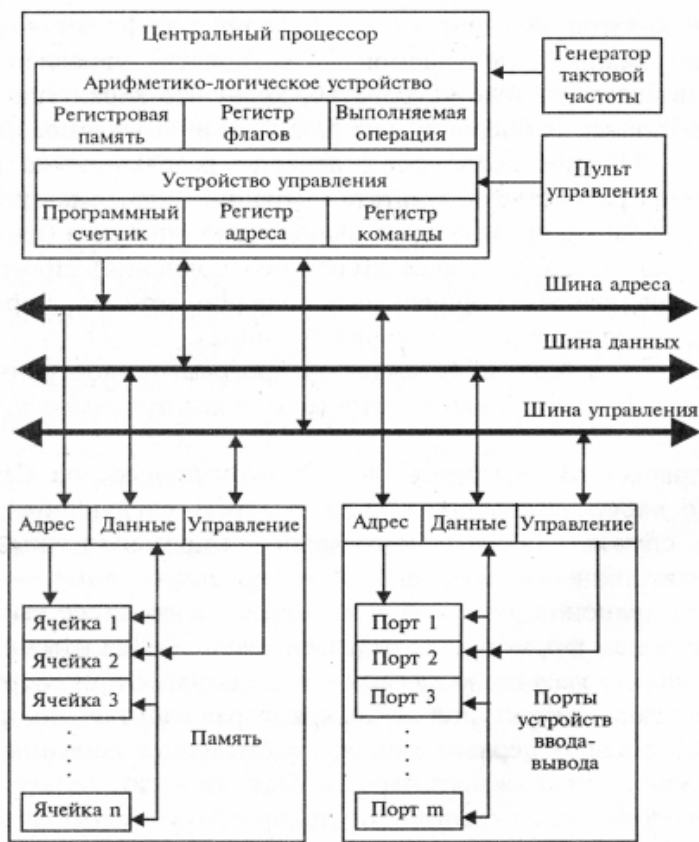 Центральный процессор
Генератор
тактовой
частоты
Арифметико-логическое устройство
Регистровая
память
Регистр
флагов
Выполняемая
операция
Устройство управления
Пульт
управления
Программный
счетчик
Регистр
адреса
Регистр
команды
Шина адреса
Шина данных
Шина управления
Адрес
Данные
Управление
Адрес
Данные
Управление
Ячейка 1
Ячейка 2
Ячейка 3
Ячейка n
Память
Порт 1
Порт 2
Порт 3
Порт m
Порты
устройств
ввода-
вывода